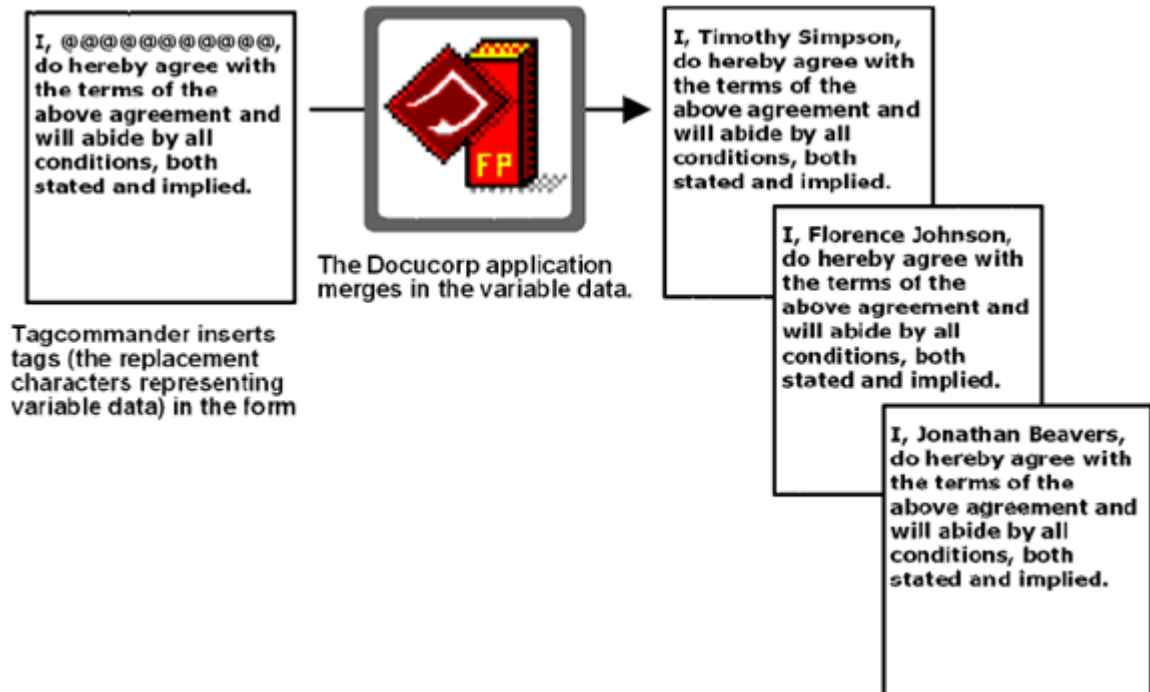 I, @@@@@@@@@@@,
do hereby agree with
the terms of the
above agreement and
will abide by all
conditions, both
stated and implied.
Tagcommander inserts
tags (the replacement
characters representing
variable data) in the form
FP
The Docucorp application
merges in the variable data.
I, Timothy Simpson,
do hereby agree with
the terms of the
above agreement and
will abide by all
conditions, both
stated and implied.
I, Florence Johnson,
do hereby agree with
the terms of the
above agreement and
will abide by all
conditions, both
stated and implied.
I, Jonathan Beavers,
do hereby agree with
the terms of the
above agreement and
will abide by all
conditions, both
stated and implied.